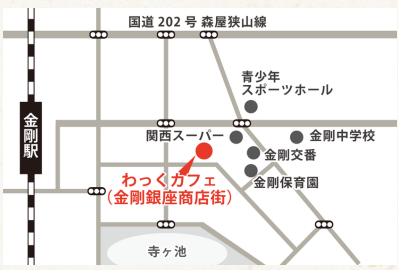 国道202号 森屋狭山線
青少年
スポーツホール
金剛駅
関西スーパー
金剛中学校
金剛交番
金剛保育園
わっくカフェ
(金剛銀座商店街)
寺ヶ池